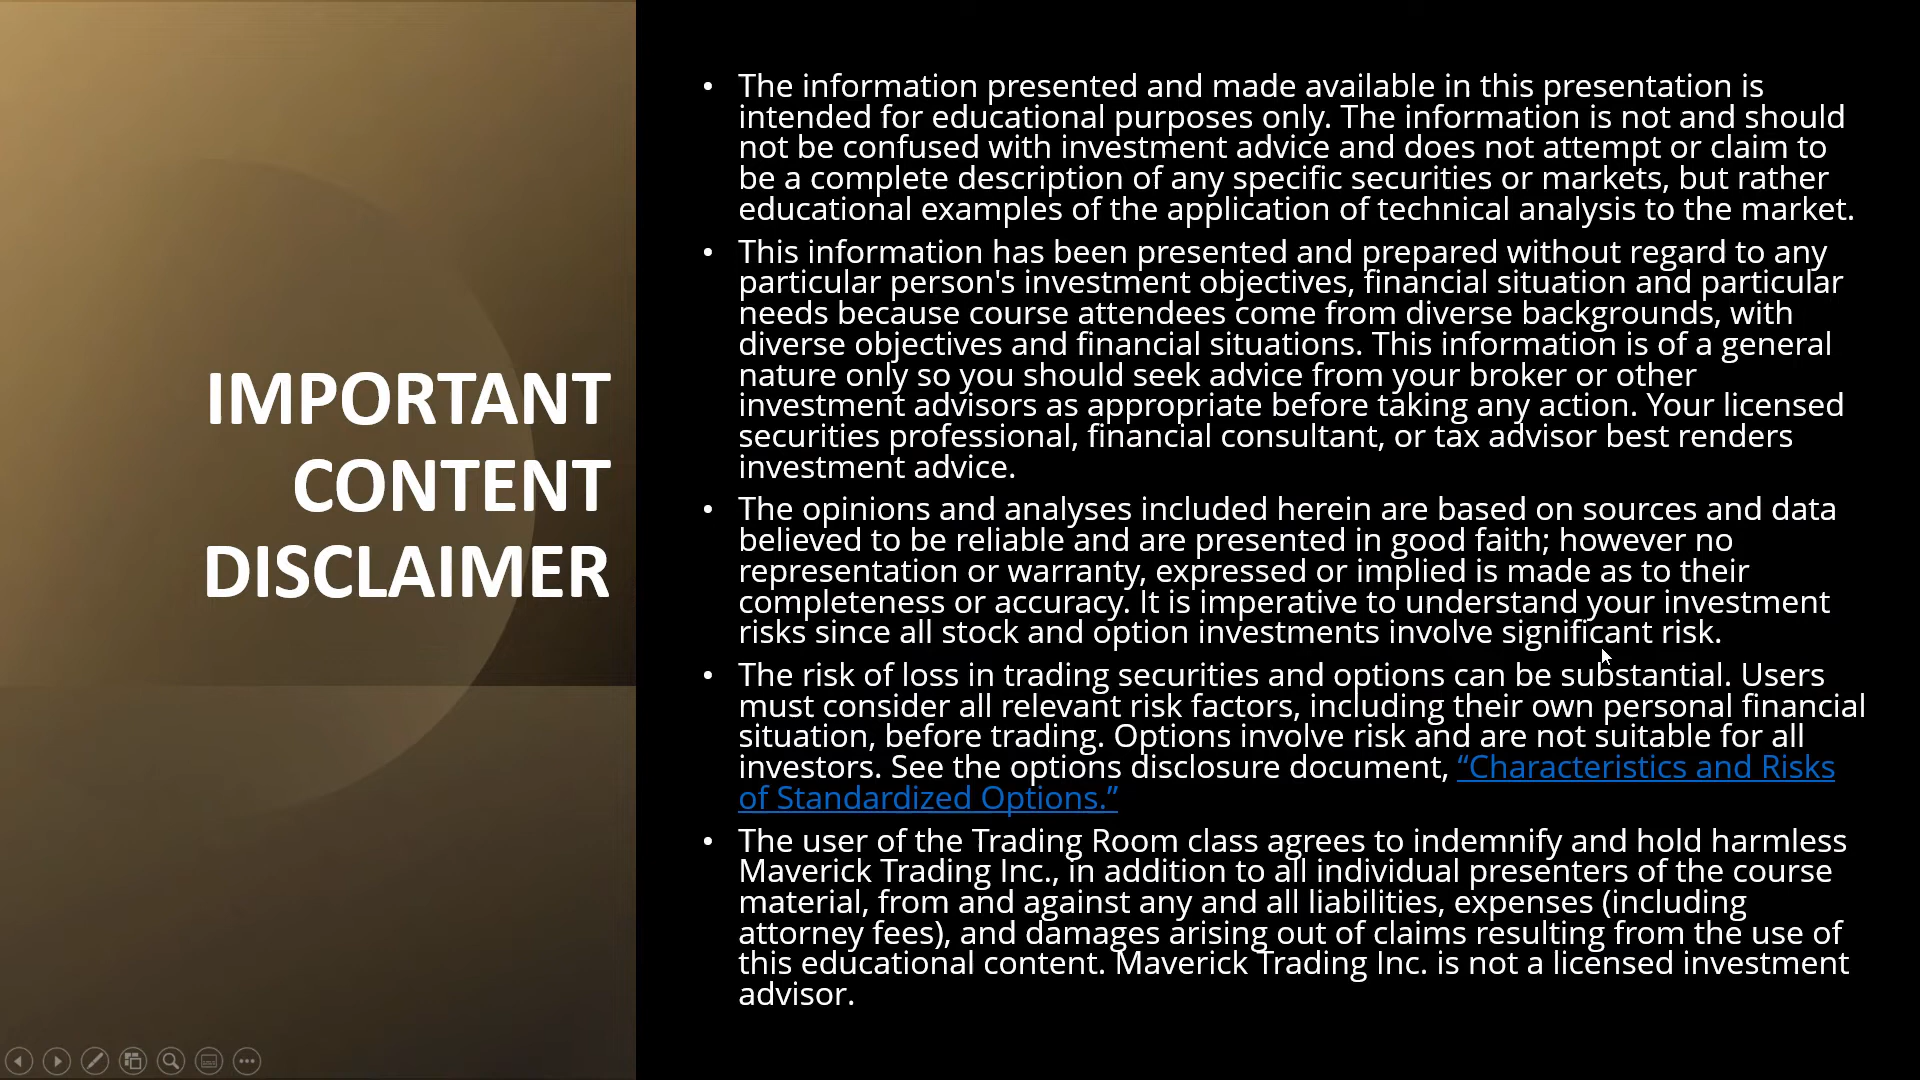 IMPORTANT
CONTENT
DISCLAIMER
• The information presented and made available in this presentation is
intended for educational purposes only. The information is not and should
not be confused with investment advice and does not attempt or claim to
be a complete description of any specific securities or markets, but rather
educational examples of the application of technical analysis to the market.
• This information has been presented and prepared without regard to any
particular person's investment objectives, financial situation and particular
needs because course attendees come from diverse backgrounds, with
diverse objectives and financial situations. This information is of a general
nature only so you should seek advice from your broker or other
investment advisors as appropriate before taking any action. Your licensed
securities professional, financial consultant, or tax advisor best renders
investment advice.
• The opinions and analyses included herein are based on sources and data
believed to be reliable and are presented in good faith; however no
representation or warranty, expressed or implied is made as to their
completeness or accuracy. It is imperative to understand your investment
risks since all stock and option investments involve significant risk.
• The risk of loss in trading securities and options can be substantial. Users
must consider all relevant risk factors, including their own personal financial
situation, before trading. Options involve risk and are not suitable for all
investors. See the options disclosure document, “Characteristics and Risks
of Standardized Options.”
• The user of the Trading Room class agrees to indemnify and hold harmless
Maverick Trading Inc., in addition to all individual presenters of the course
material, from and against any and all liabilities, expenses (including
attorney fees), and damages arising out of claims resulting from the use of
this educational content. Maverick Trading Inc. is not a licensed investment
advisor.